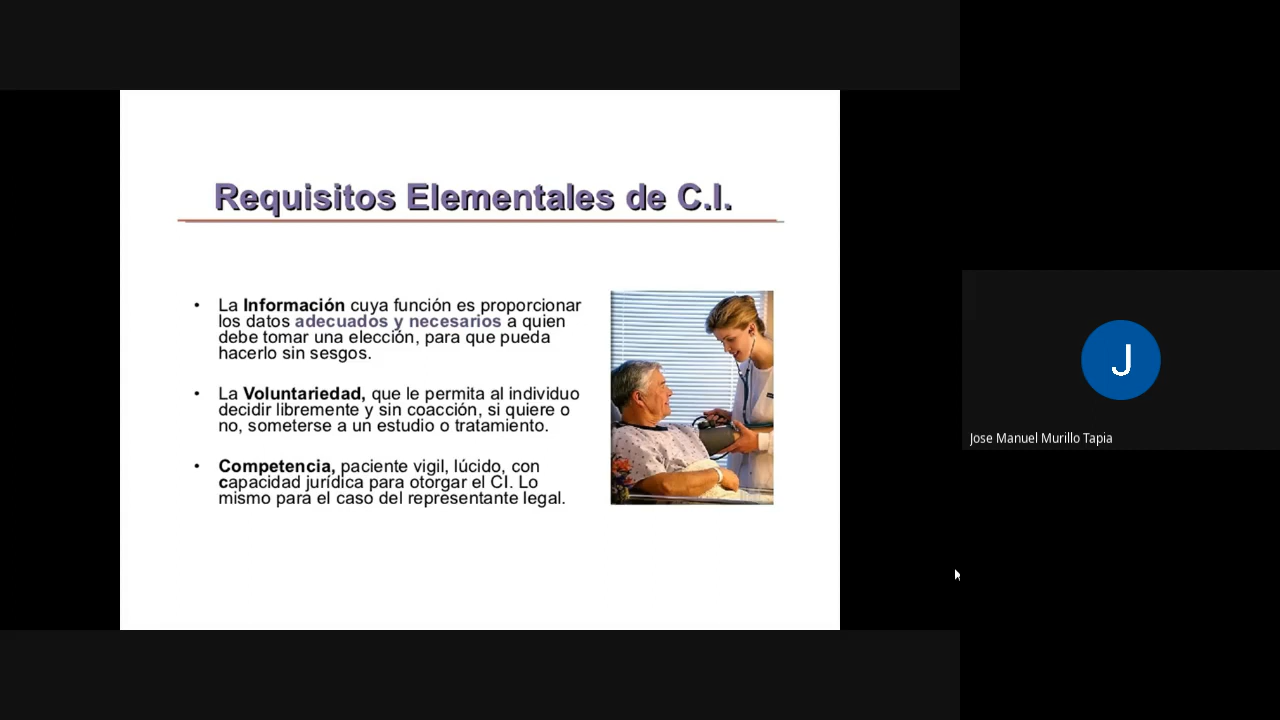 Requisitos Elementales de C.I.
• La Información cuya función es proporcionar
los datos adecuados y necesarios a quien
debe tomar una elección, para que pueda
hacerlo sin sesgos.
• La Voluntariedad, que le permita al individuo
decidir libremente y sin coacción, si quiere o
no, someterse a un estudio o tratamiento.
• Competencia, paciente vigil, lúcido, con
capacidad jurídica para otorgar el CI. Lo
mismo para el caso del representante legal.
J
Jose Manuel Murillo Tapia